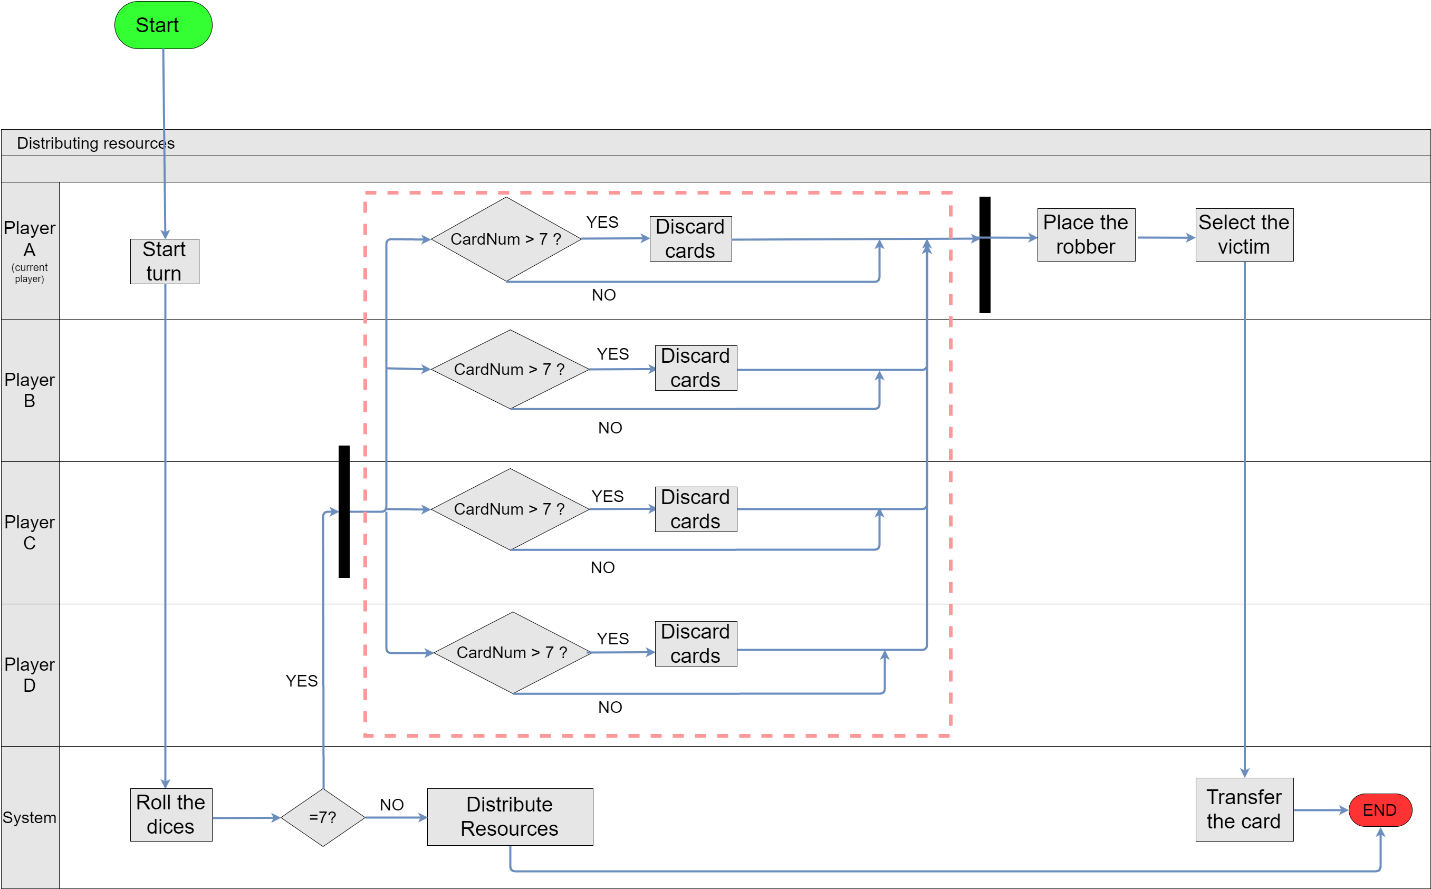 Start
Distributing resources
Player
A
(current
player)
Start
turn
CardNum > 7 ?
YES
Discard
cards
NO
Place the
robber
Select the
victim
Player
B
CardNum > 7 ?
YES
Discard
cards
NO
Player
C
CardNum > 7 ?
YES
Discard
cards
NO
Player
D
YES
CardNum > 7 ?
YES
Discard
cards
NO
System
Roll the
dices
=7?
NO
Distribute
Resources
Transfer
the card
END